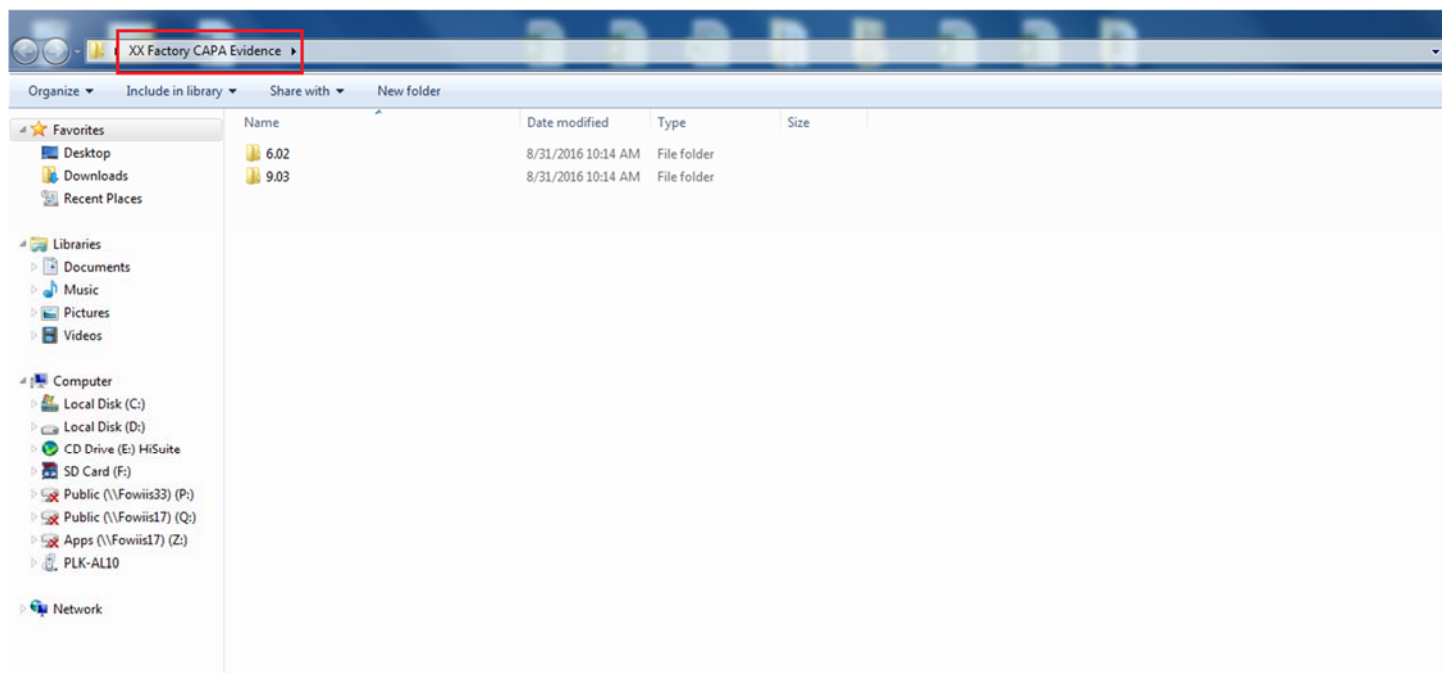 XX Factory CAPA Evidence
Organize Include in library Share with New folder
Name Date modified Type Size
6.02 8/31/2016 10:14 AM File folder
9.03 8/31/2016 10:14 AM File folder
Favorites
Desktop
Downloads
Recent Places
Libraries
Documents
Music
Pictures
Videos
Computer
Local Disk (C:)
Local Disk (D:)
CD Drive (E:) HiSuite
SD Card (F:)
Public (\\Fowiis33) (P:)
Public (\\Fowiis17) (Q:)
Apps (\\Fowiis17) (Z:)
PLK-AL10
Network